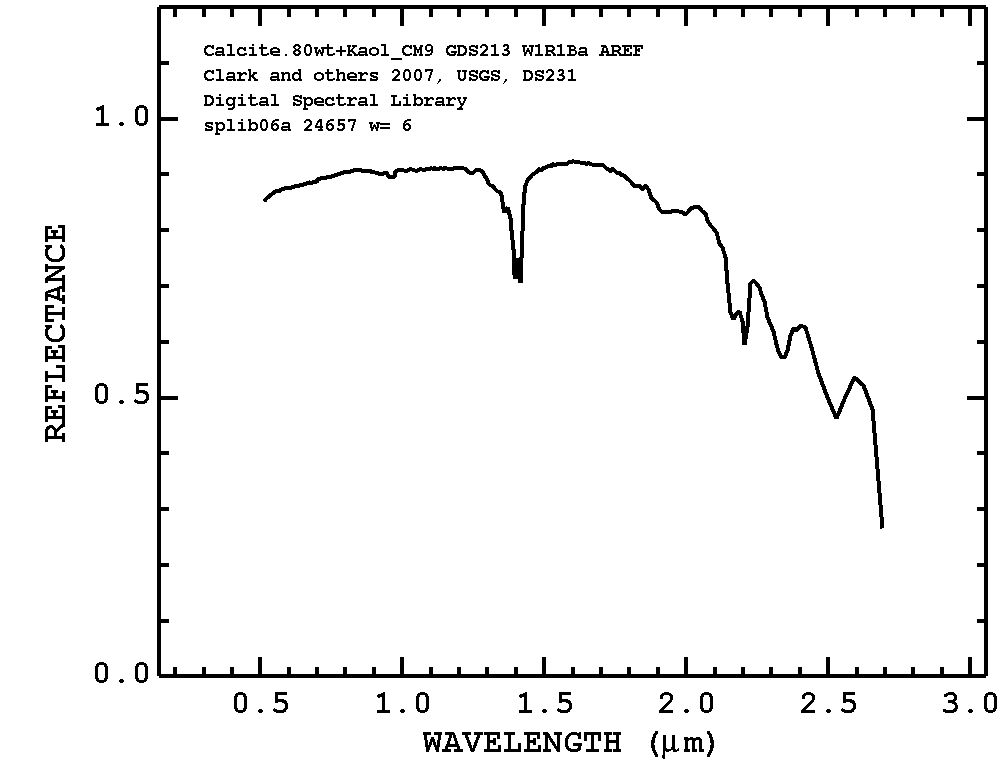 Calcite.80wt+Kaol_CM9 GDS213 W1R1Ba AREF
Clark and others 2007, USGS, DS231
Digital Spectral Library
splib06a 24657 w= 6
1.0
0.5
0.0
REFLECTANCE
0.5 1.0 1.5 2.0 2.5 3.0
WAVELENGTH (μm)